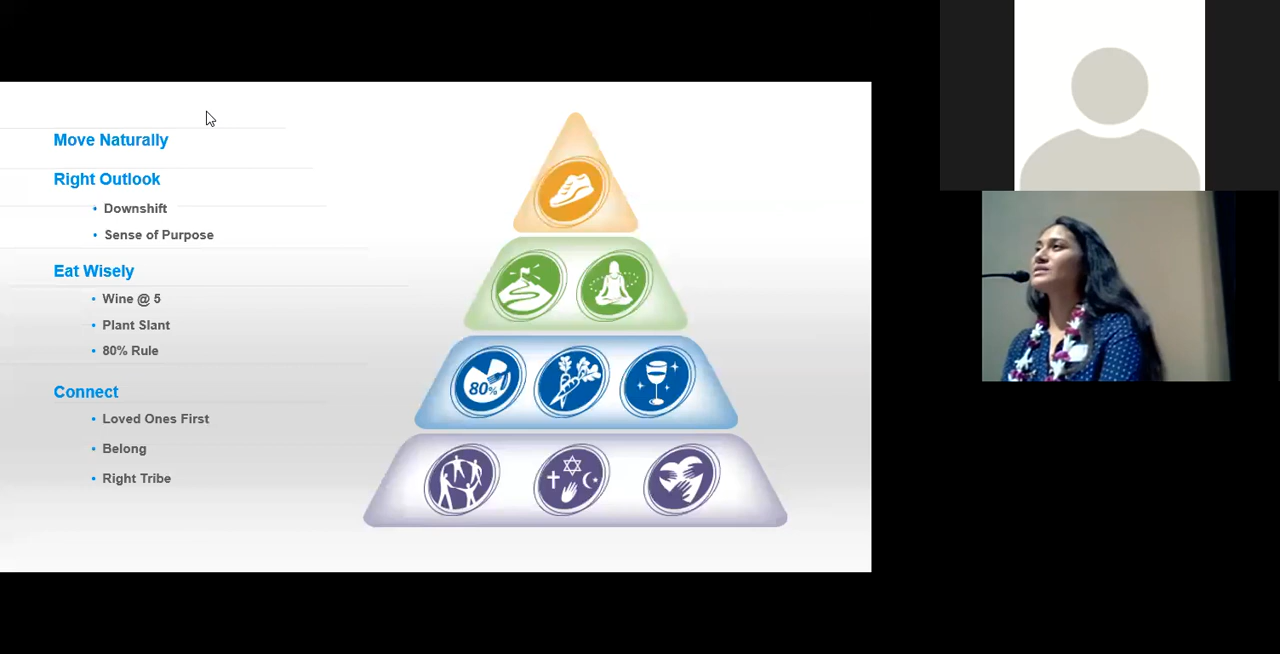 Move Naturally
Right Outlook
• Downshift
• Sense of Purpose
Eat Wisely
• Wine @ 5
• Plant Slant
• 80% Rule
Connect
• Loved Ones First
• Belong
• Right Tribe
80%